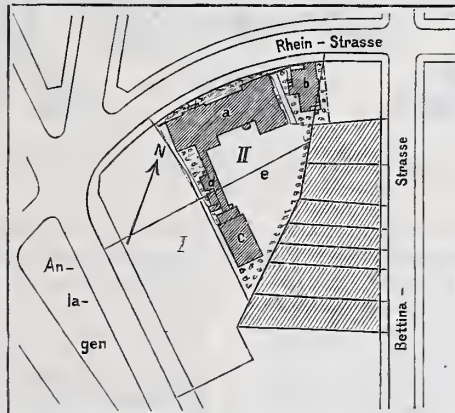 Rhein - Strasse
a
b
N
II
e
I
c
Strasse
Bettina -
An-
la-
gen